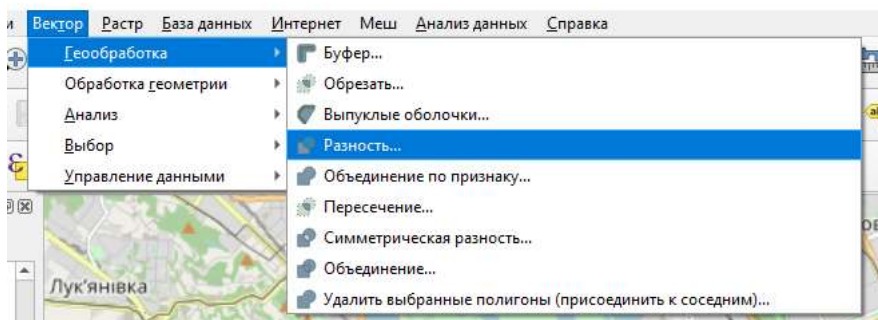 и Вектор Растр База данных Интернет Меш Анализ данных Справка
Геообработка
Обработка геометрии
Анализ
Выбор
Управление данными
Буфер...
Обрезать...
Выпуклые оболочки...
Разность...
Объединение по признаку...
Пересечение...
Симметрическая разность...
Объединение...
Удалить выбранные полигоны (присоединить к соседним)...
Лук'янівка